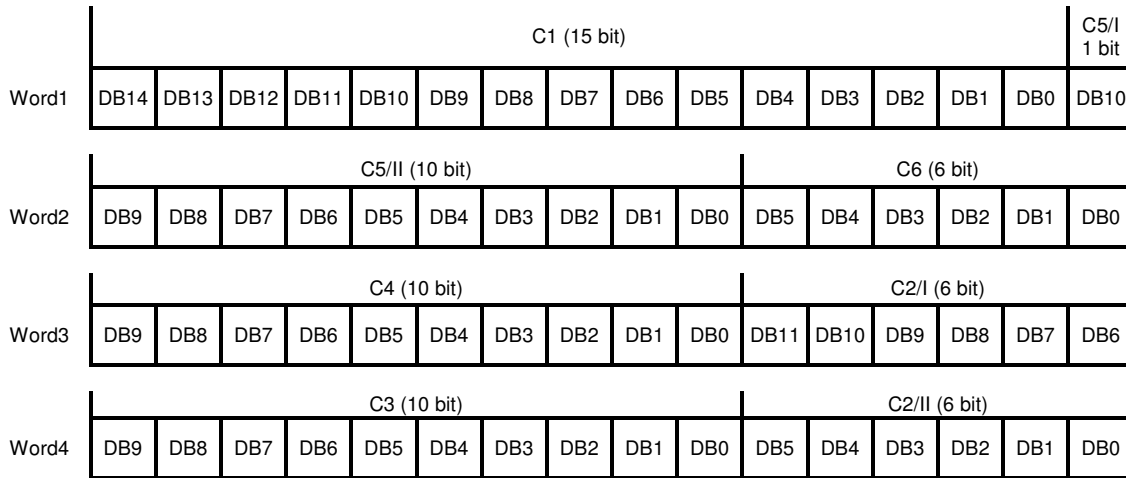 C1 (15 bit) C5/I
1 bit
Word1 DB14 DB13 DB12 DB11 DB10 DB9 DB8 DB7 DB6 DB5 DB4 DB3 DB2 DB1 DB0 DB10
C5/II (10 bit) C6 (6 bit)
Word2 DB9 DB8 DB7 DB6 DB5 DB4 DB3 DB2 DB1 DB0 DB5 DB4 DB3 DB2 DB1 DB0
C4 (10 bit) C2/I (6 bit)
Word3 DB9 DB8 DB7 DB6 DB5 DB4 DB3 DB2 DB1 DB0 DB11 DB10 DB9 DB8 DB7 DB6
C3 (10 bit) C2/II (6 bit)
Word4 DB9 DB8 DB7 DB6 DB5 DB4 DB3 DB2 DB1 DB0 DB5 DB4 DB3 DB2 DB1 DB0